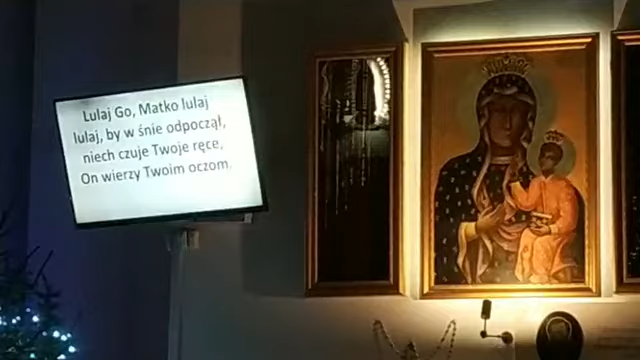 Lulaj Go, Matko lulaj
lulaj, by w śnie odpoczął,
niech czuje Twoje ręce,
On wierzy Twoim oczom.